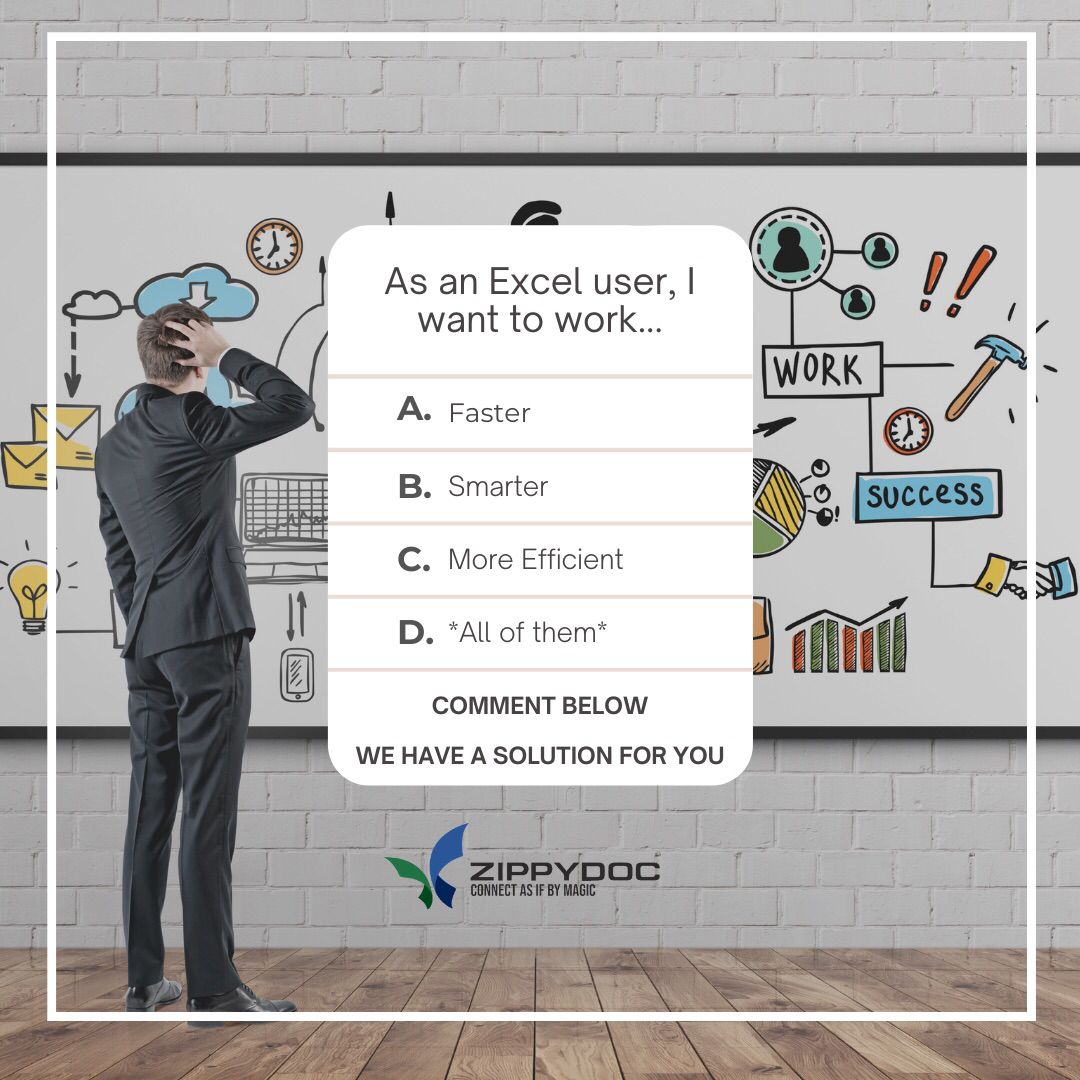 As an Excel user, I
want to work...
A. Faster
B. Smarter
C. More Efficient
D. *All of them*
COMMENT BELOW
WE HAVE A SOLUTION FOR YOU
WORK
SUCCESS
ZIPPYDOC
CONNECT AS IF BY MAGIC